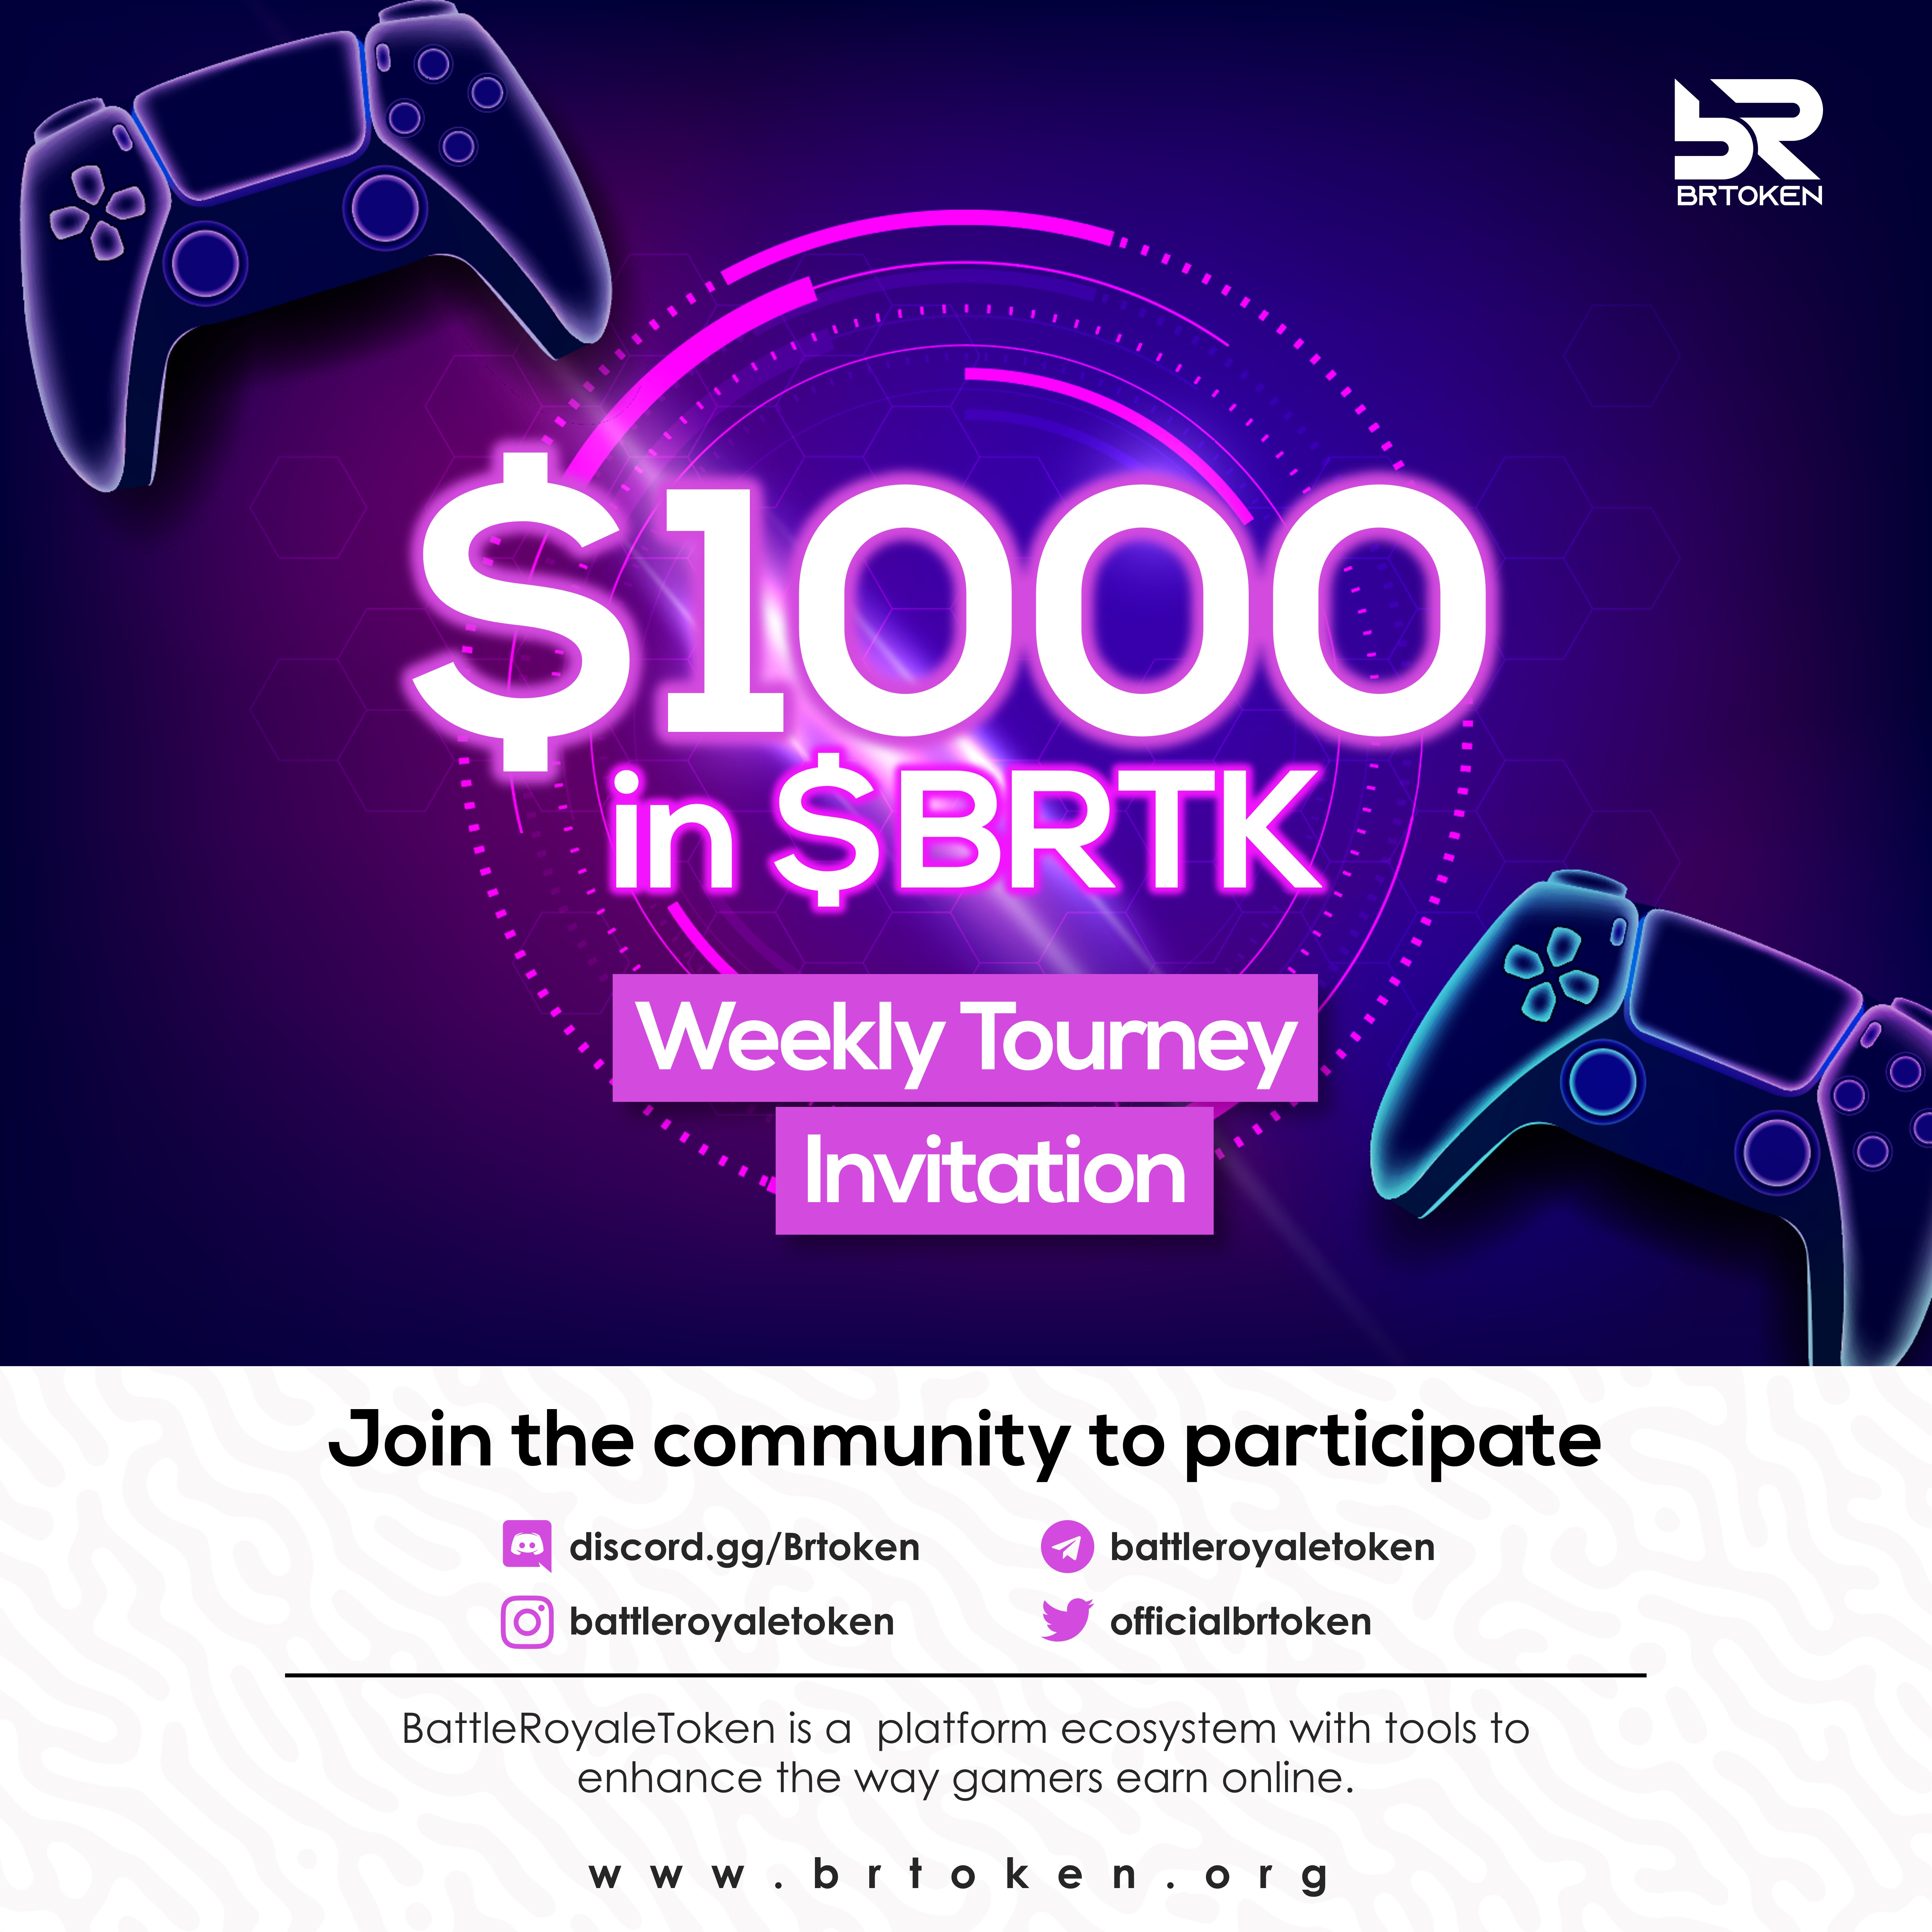 BRTOKEN
$1000
in $BRTK
Weekly Tourney
Invitation
Join the community to participate
discord.gg/Brtoken
battleroyaletoken
battleroyaletoken
officialbrtoken
BattleRoyaleToken is a platform ecosystem with tools to
enhance the way gamers earn online.
www.brtoken.org